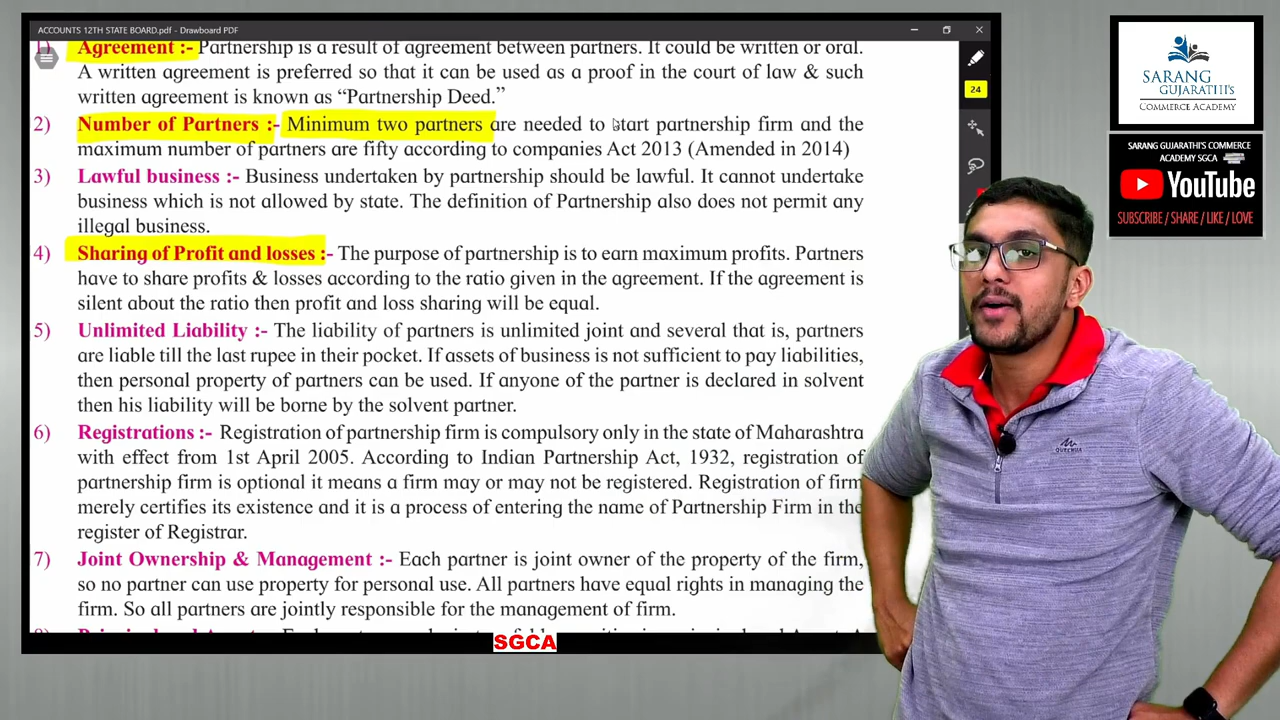 ACCOUNTS 12TH STATE BOARD.pdf - Drawboard PDF
1) Agreement :- Partnership is a result of agreement between partners. It could be written or oral.
A written agreement is preferred so that it can be used as a proof in the court of law & such
written agreement is known as “Partnership Deed.”
2) Number of Partners :- Minimum two partners are needed to start partnership firm and the
maximum number of partners are fifty according to companies Act 2013 (Amended in 2014)
3) Lawful business :- Business undertaken by partnership should be lawful. It cannot undertake
business which is not allowed by state. The definition of Partnership also does not permit any
illegal business.
4) Sharing of Profit and losses :- The purpose of partnership is to earn maximum profits. Partners
have to share profits & losses according to the ratio given in the agreement. If the agreement is
silent about the ratio then profit and loss sharing will be equal.
5) Unlimited Liability :- The liability of partners is unlimited joint and several that is, partners
are liable till the last rupee in their pocket. If assets of business is not sufficient to pay liabilities,
then personal property of partners can be used. If anyone of the partner is declared in solvent
then his liability will be borne by the solvent partner.
6) Registrations :- Registration of partnership firm is compulsory only in the state of Maharashtra
with effect from 1st April 2005. According to Indian Partnership Act, 1932, registration of
partnership firm is optional it means a firm may or may not be registered. Registration of firm
merely certifies its existence and it is a process of entering the name of Partnership Firm in the
register of Registrar.
7) Joint Ownership & Management :- Each partner is joint owner of the property of the firm,
so no partner can use property for personal use. All partners have equal rights in managing the
firm. So all partners are jointly responsible for the management of firm.
SGCA
24
SARANG
GUJARATHI'S
COMMERCE ACADEMY
SARANG GUJARATHI'S COMMERCE
ACADEMY SGCA
YouTube
SUBSCRIBE / SHARE / LIKE / LOVE